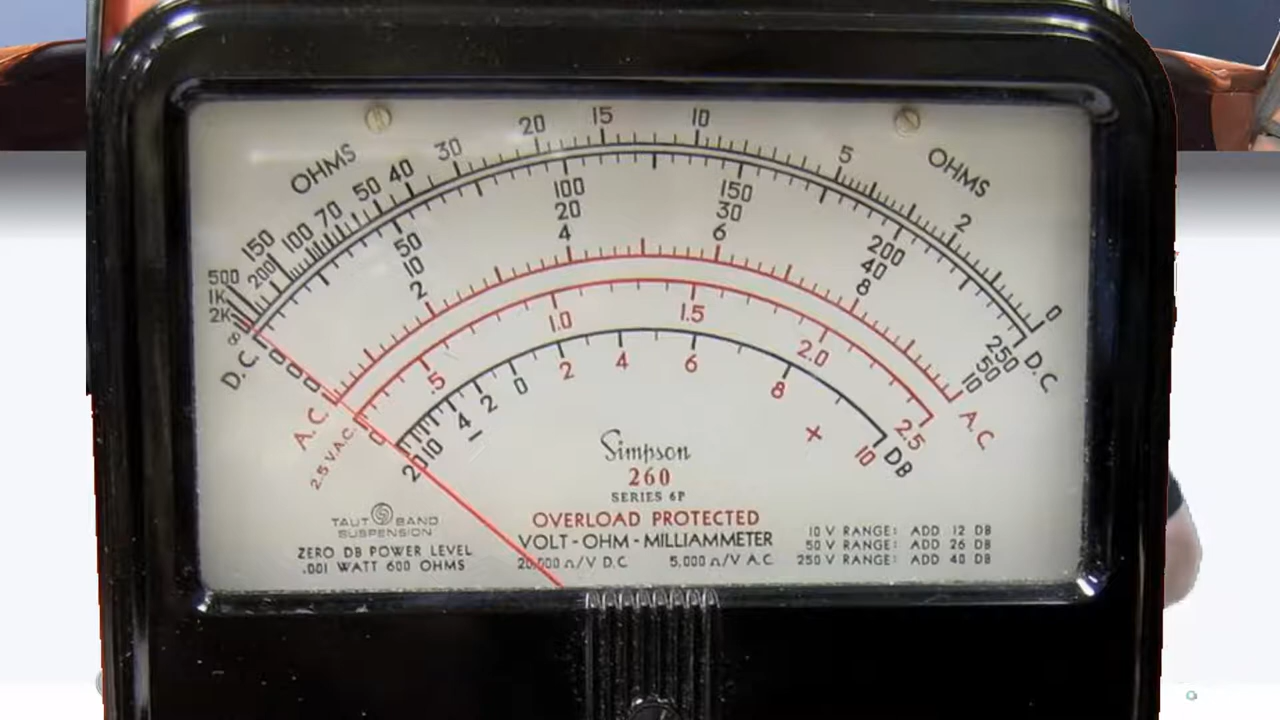 OHMS 30 20 15 10 5 OHMS
500 150 200 100 70 50 40 2
1K
2K 0
∞
50 100 150 200 250
10 20 30 40 50
2 4 6 8 10
D.C. 0 0 0 D.C.
A.C. A.C.
2.5 V.A.C. 0 .5 1.0 1.5 2.0 2.5
20 10 4 2 0 2 4 6 8 10 DB
− +
Simpson
260
SERIES 6P
TAUT BAND
SUSPENSION
ZERO DB POWER LEVEL
.001 WATT 600 OHMS
OVERLOAD PROTECTED
VOLT-OHM-MILLIAMMETER
20,000 Ω/V D.C 5,000 Ω/V A.C
10 V RANGE: ADD 12 DB
50 V RANGE: ADD 26 DB
250 V RANGE: ADD 40 DB